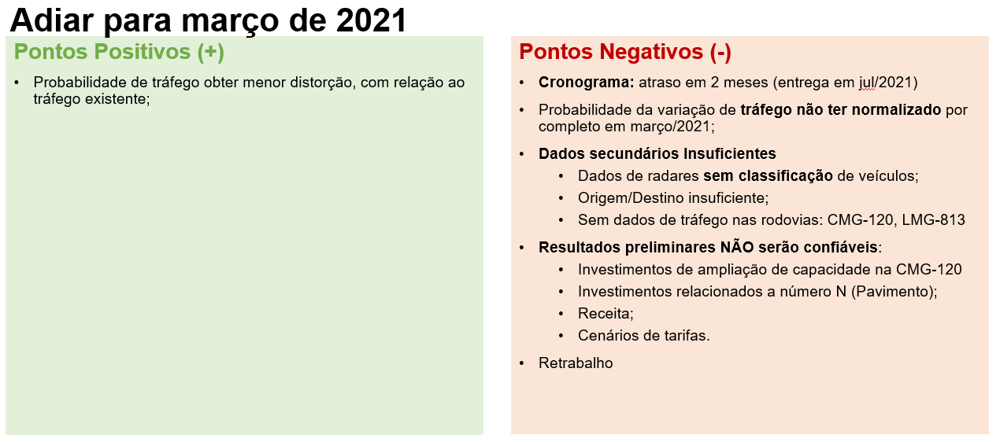 Adiar para março de 2021
Pontos Positivos (+)
• Probabilidade de tráfego obter menor distorção, com relação ao
tráfego existente;
Pontos Negativos (-)
• Cronograma: atraso em 2 meses (entrega em jul/2021)
• Probabilidade da variação de tráfego não ter normalizado por
completo em março/2021;
• Dados secundários Insuficientes
• Dados de radares sem classificação de veículos;
• Origem/Destino insuficiente;
• Sem dados de tráfego nas rodovias: CMG-120, LMG-813
• Resultados preliminares NÃO serão confiáveis:
• Investimentos de ampliação de capacidade na CMG-120
• Investimentos relacionados a número N (Pavimento);
• Receita;
• Cenários de tarifas.
• Retrabalho